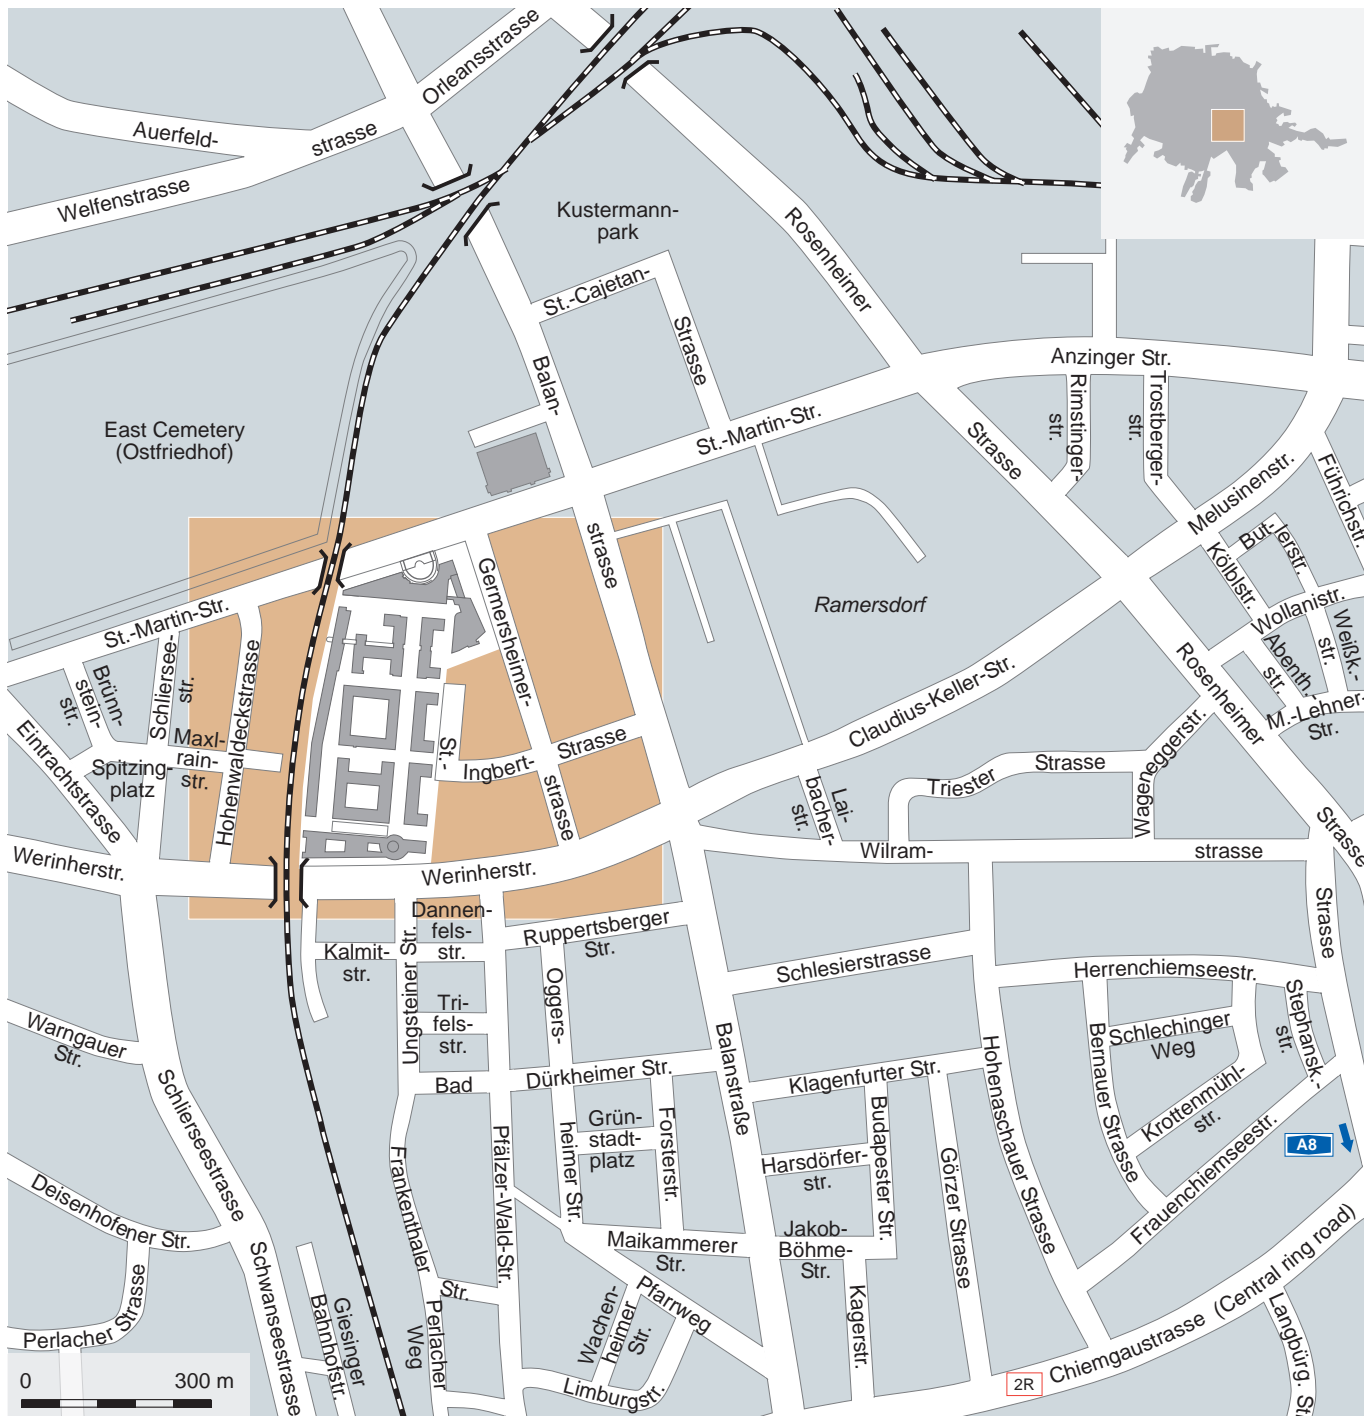 Orleansstrasse
Auerfeld-
strasse
Welfenstrasse
Kustermann-
park
Rosenheimer
St.-Cajetan-
Strasse
Balan-
Anzinger Str.
Rimstinger-
str.
Trostberger-
str.
East Cemetery
(Ostfriedhof)
St.-Martin-Str.
Strasse
Melusinenstr.
Führichstr.
strasse
But-
lerstr.
Kölblstr.
Germersheimer-
Ramersdorf
Wollanistr.
Weißk.-
str.
St.-Martin-Str.
Schliersee-
str.
Hohenwaldeckstrasse
Brünn-
stein-
str.
Abenth.-
str.
Rosenheimer
Claudius-Keller-Str.
M.-Lehner-
Str.
Eintrachtstrasse
Maxl-
rain-
str.
Spitzing-
platz
St.-
Ingbert-
Strasse
strasse
Wageneggerstr.
Strasse
Triester
Lai-
bacher-
str.
Strasse
Werinherstr.
Werinherstr.
Wilram-
strasse
Dannen-
fels-
str.
Ruppertsberger
Str.
Strasse
Kalmit-
str.
Ungsteiner Str.
Schlesierstrasse
Herrenchiemseestr.
Oggers-
Stephansk.-
str.
Tri-
fels-
str.
Warngauer
Str.
Balanstraße
Hohenaschauer Strasse
Bernauer Strasse
Schlechinger
Weg
Bad
Dürkheimer Str.
Klagenfurter Str.
Schlierseestrasse
Krottenmühl-
str.
Grün-
stadt-
platz
heimer Str.
Forsterstr.
Budapester Str.
Frauenchiemseestr.
A8
Pfälzer-Wald-Str.
Frankenthaler
Str.
Harsdörfer-
str.
Görzer Strasse
Deisenhofener Str.
Maikammerer
Str.
Jakob-
Böhme-
Str.
Schwanseestrasse
Giesinger
Bahnhofstr.
Perlacher
Weg
Pfarrweg
Wachen-
heimer
Str.
Kagerstr.
Perlacher Strasse
Limburgstr.
Chiemgaustrasse (Central ring road)
Langbürg. Str.
2R
0
300 m